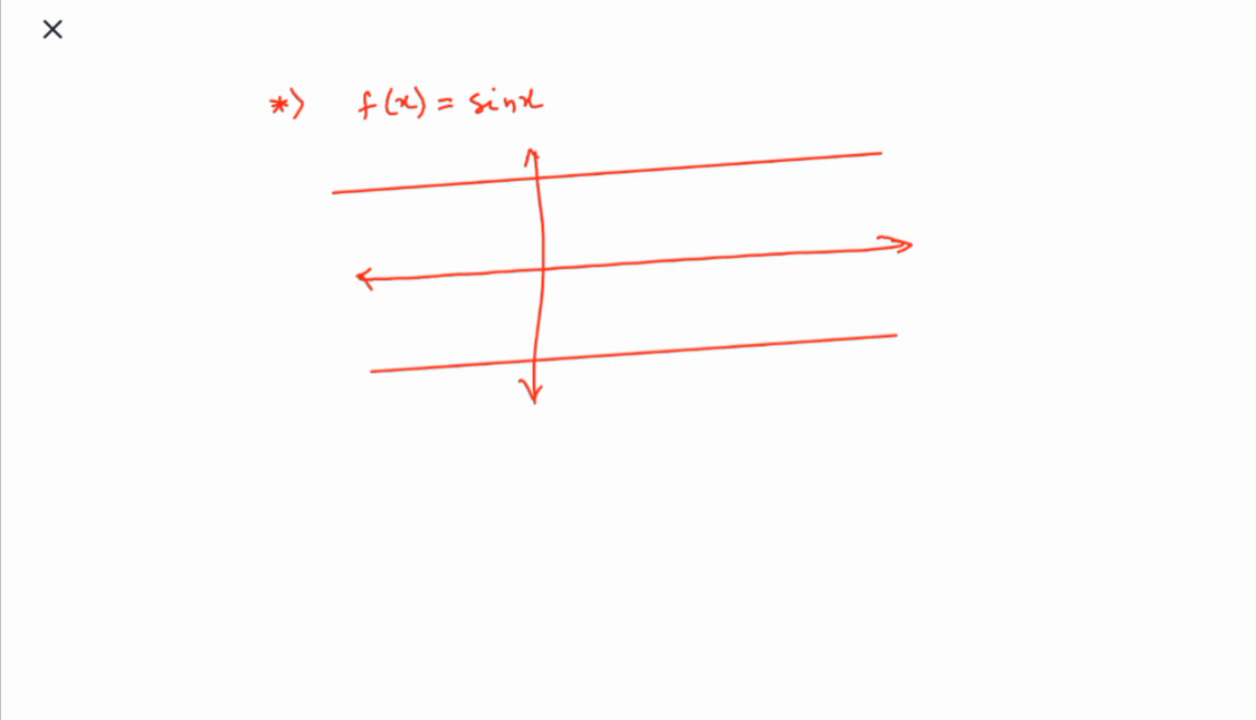 *) f(x) = sinx